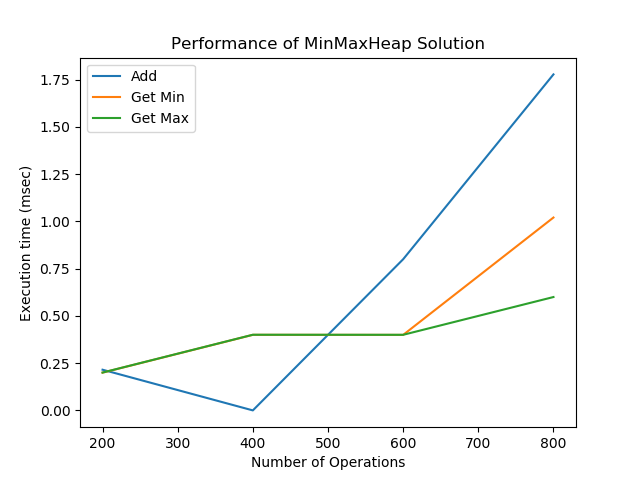 Performance of MinMaxHeap Solution
Add
Get Min
Get Max
1.75
1.50
1.25
1.00
0.75
0.50
0.25
0.00
Execution time (msec)
200 300 400 500 600 700 800
Number of Operations